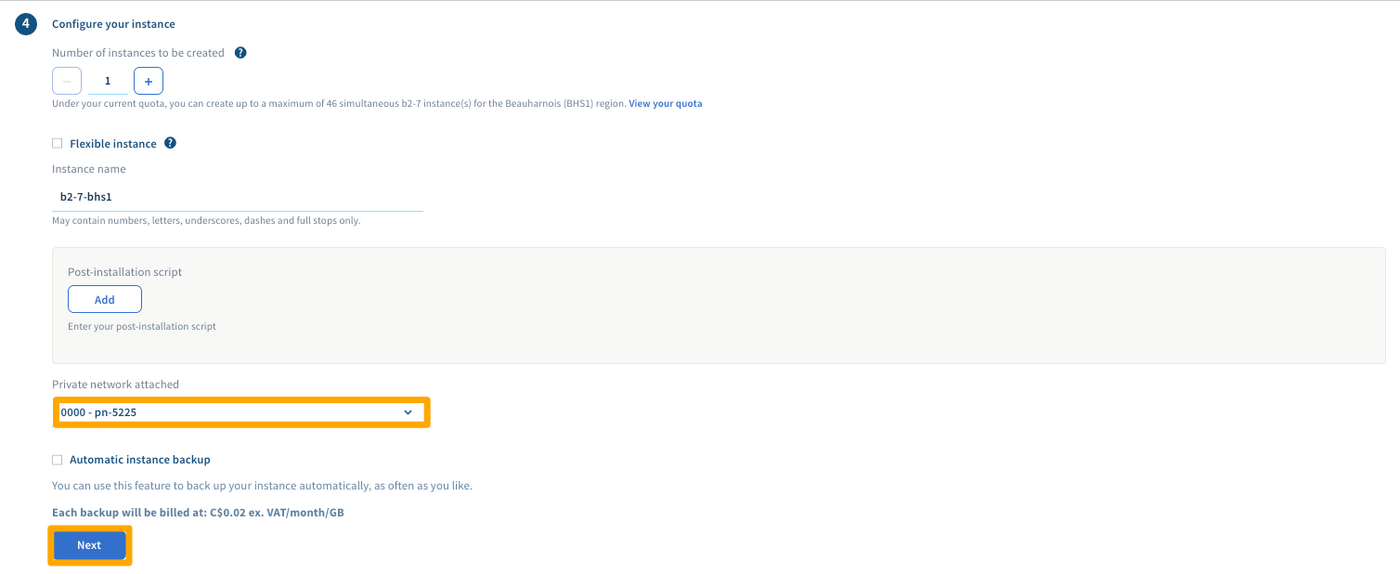 4 Configure your instance
Number of instances to be created ?
− 1 +
Under your current quota, you can create up to a maximum of 46 simultaneous b2-7 instance(s) for the Beauharnois (BHS1) region. View your quota
Flexible instance ?
Instance name
b2-7-bhs1
May contain numbers, letters, underscores, dashes and full stops only.
Post-installation script
Add
Enter your post-installation script
Private network attached
0000 - pn-5225
Automatic instance backup
You can use this feature to back up your instance automatically, as often as you like.
Each backup will be billed at: C$0.02 ex. VAT/month/GB
Next